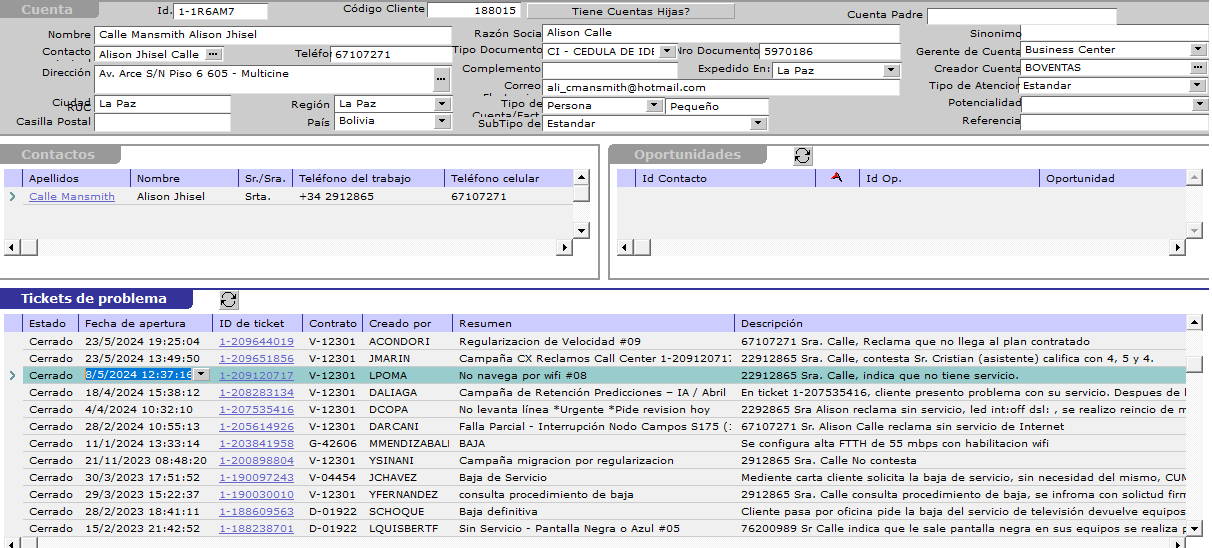 Cuenta Id. 1-1R6AM7 Código Cliente 188015 Tiene Cuentas Hijas? Cuenta Padre
Nombre Calle Mansmith Alison Jhisel Razón Socia Alison Calle Sinonimo
Contacto Alison Jhisel Calle Teléfor 67107271 Tipo Documento CI - CEDULA DE IDE Nro Documento 5970186 Gerente de Cuenta Business Center
Dirección Av. Arce S/N Piso 6 605 - Multicine Complemento Expedido En: La Paz Creador Cuenta BOVENTAS
Correo ali_cmansmith@hotmail.com Tipo de Atencion Estandar
Ciudad La Paz Región La Paz Tipo de Persona Pequeño Potencialidad
RUC Cuenta/Fact
Casilla Postal País Bolivia SubTipo de Estandar Referencia
Contactos Oportunidades
Apellidos Nombre Sr./Sra. Teléfono del trabajo Teléfono celular Id Contacto Id Op. Oportunidad
Calle Mansmith Alison Jhisel Srta. +34 2912865 67107271
Tickets de problema
Estado Fecha de apertura ID de ticket Contrato Creado por Resumen Descripción
Cerrado 23/5/2024 19:25:04 1-209644019 V-12301 ACONDORI Regularizacion de Velocidad #09 67107271 Sra. Calle, Reclama que no llega al plan contratado
Cerrado 23/5/2024 13:49:50 1-209651856 V-12301 JMARIN Campaña CX Reclamos Call Center 1-209120717 22912865 Sra. Calle, contesta Sr. Cristian (asistente) califica con 4, 5 y 4.
Cerrado 8/5/2024 12:37:16 1-209120717 V-12301 LPOMA No navega por wifi #08 22912865 Sra. Calle, indica que no tiene servicio.
Cerrado 18/4/2024 15:38:12 1-208283134 V-12301 DALIAGA Campaña de Retención Predicciones – IA / Abril En ticket 1-207535416, cliente presento problema con su servicio. Despues de l
Cerrado 4/4/2024 10:32:10 1-207535416 V-12301 DCOPA No levanta línea *Urgente *Pide revision hoy 2292865 Sra Alison reclama sin servicio, led int:off dsl: , se realizo reincio de m
Cerrado 28/2/2024 10:55:13 1-205614926 V-12301 DARCANI Falla Parcial - Interrupción Nodo Campos S175 (1 67107271 Sr. Alison Calle reclama sin servicio de Internet
Cerrado 11/1/2024 13:33:14 1-203841958 G-42606 MMENDIZABAL BAJA Se configura alta FTTH de 55 mbps con habilitacion wifi
Cerrado 21/11/2023 08:48:20 1-200898804 V-12301 YSINANI Campaña migracion por regularizacion 2912865 Sra. Calle No contesta
Cerrado 30/3/2023 17:51:52 1-190097243 V-04454 JCHAVEZ Baja de Servicio Mediente carta cliente solicita la baja de servicio, sin necesidad del mismo, CUM
Cerrado 29/3/2023 15:22:37 1-190030010 V-12301 YFERNANDEZ consulta procedimiento de baja 2912865 Sra. Calle consulta procedimiento de baja, se infroma con solictud firm
Cerrado 28/2/2023 18:41:11 1-188609563 D-01922 SCHOQUE Baja definitiva Cliente pasa por oficina pide la baja del servicio de televisión devuelve equipos
Cerrado 15/2/2023 21:42:52 1-188238701 D-01922 LQUISBERTF Sin Servicio - Pantalla Negra o Azul #05 76200989 Sr Calle indica que le sale pantalla negra en sus equipos se realiza p